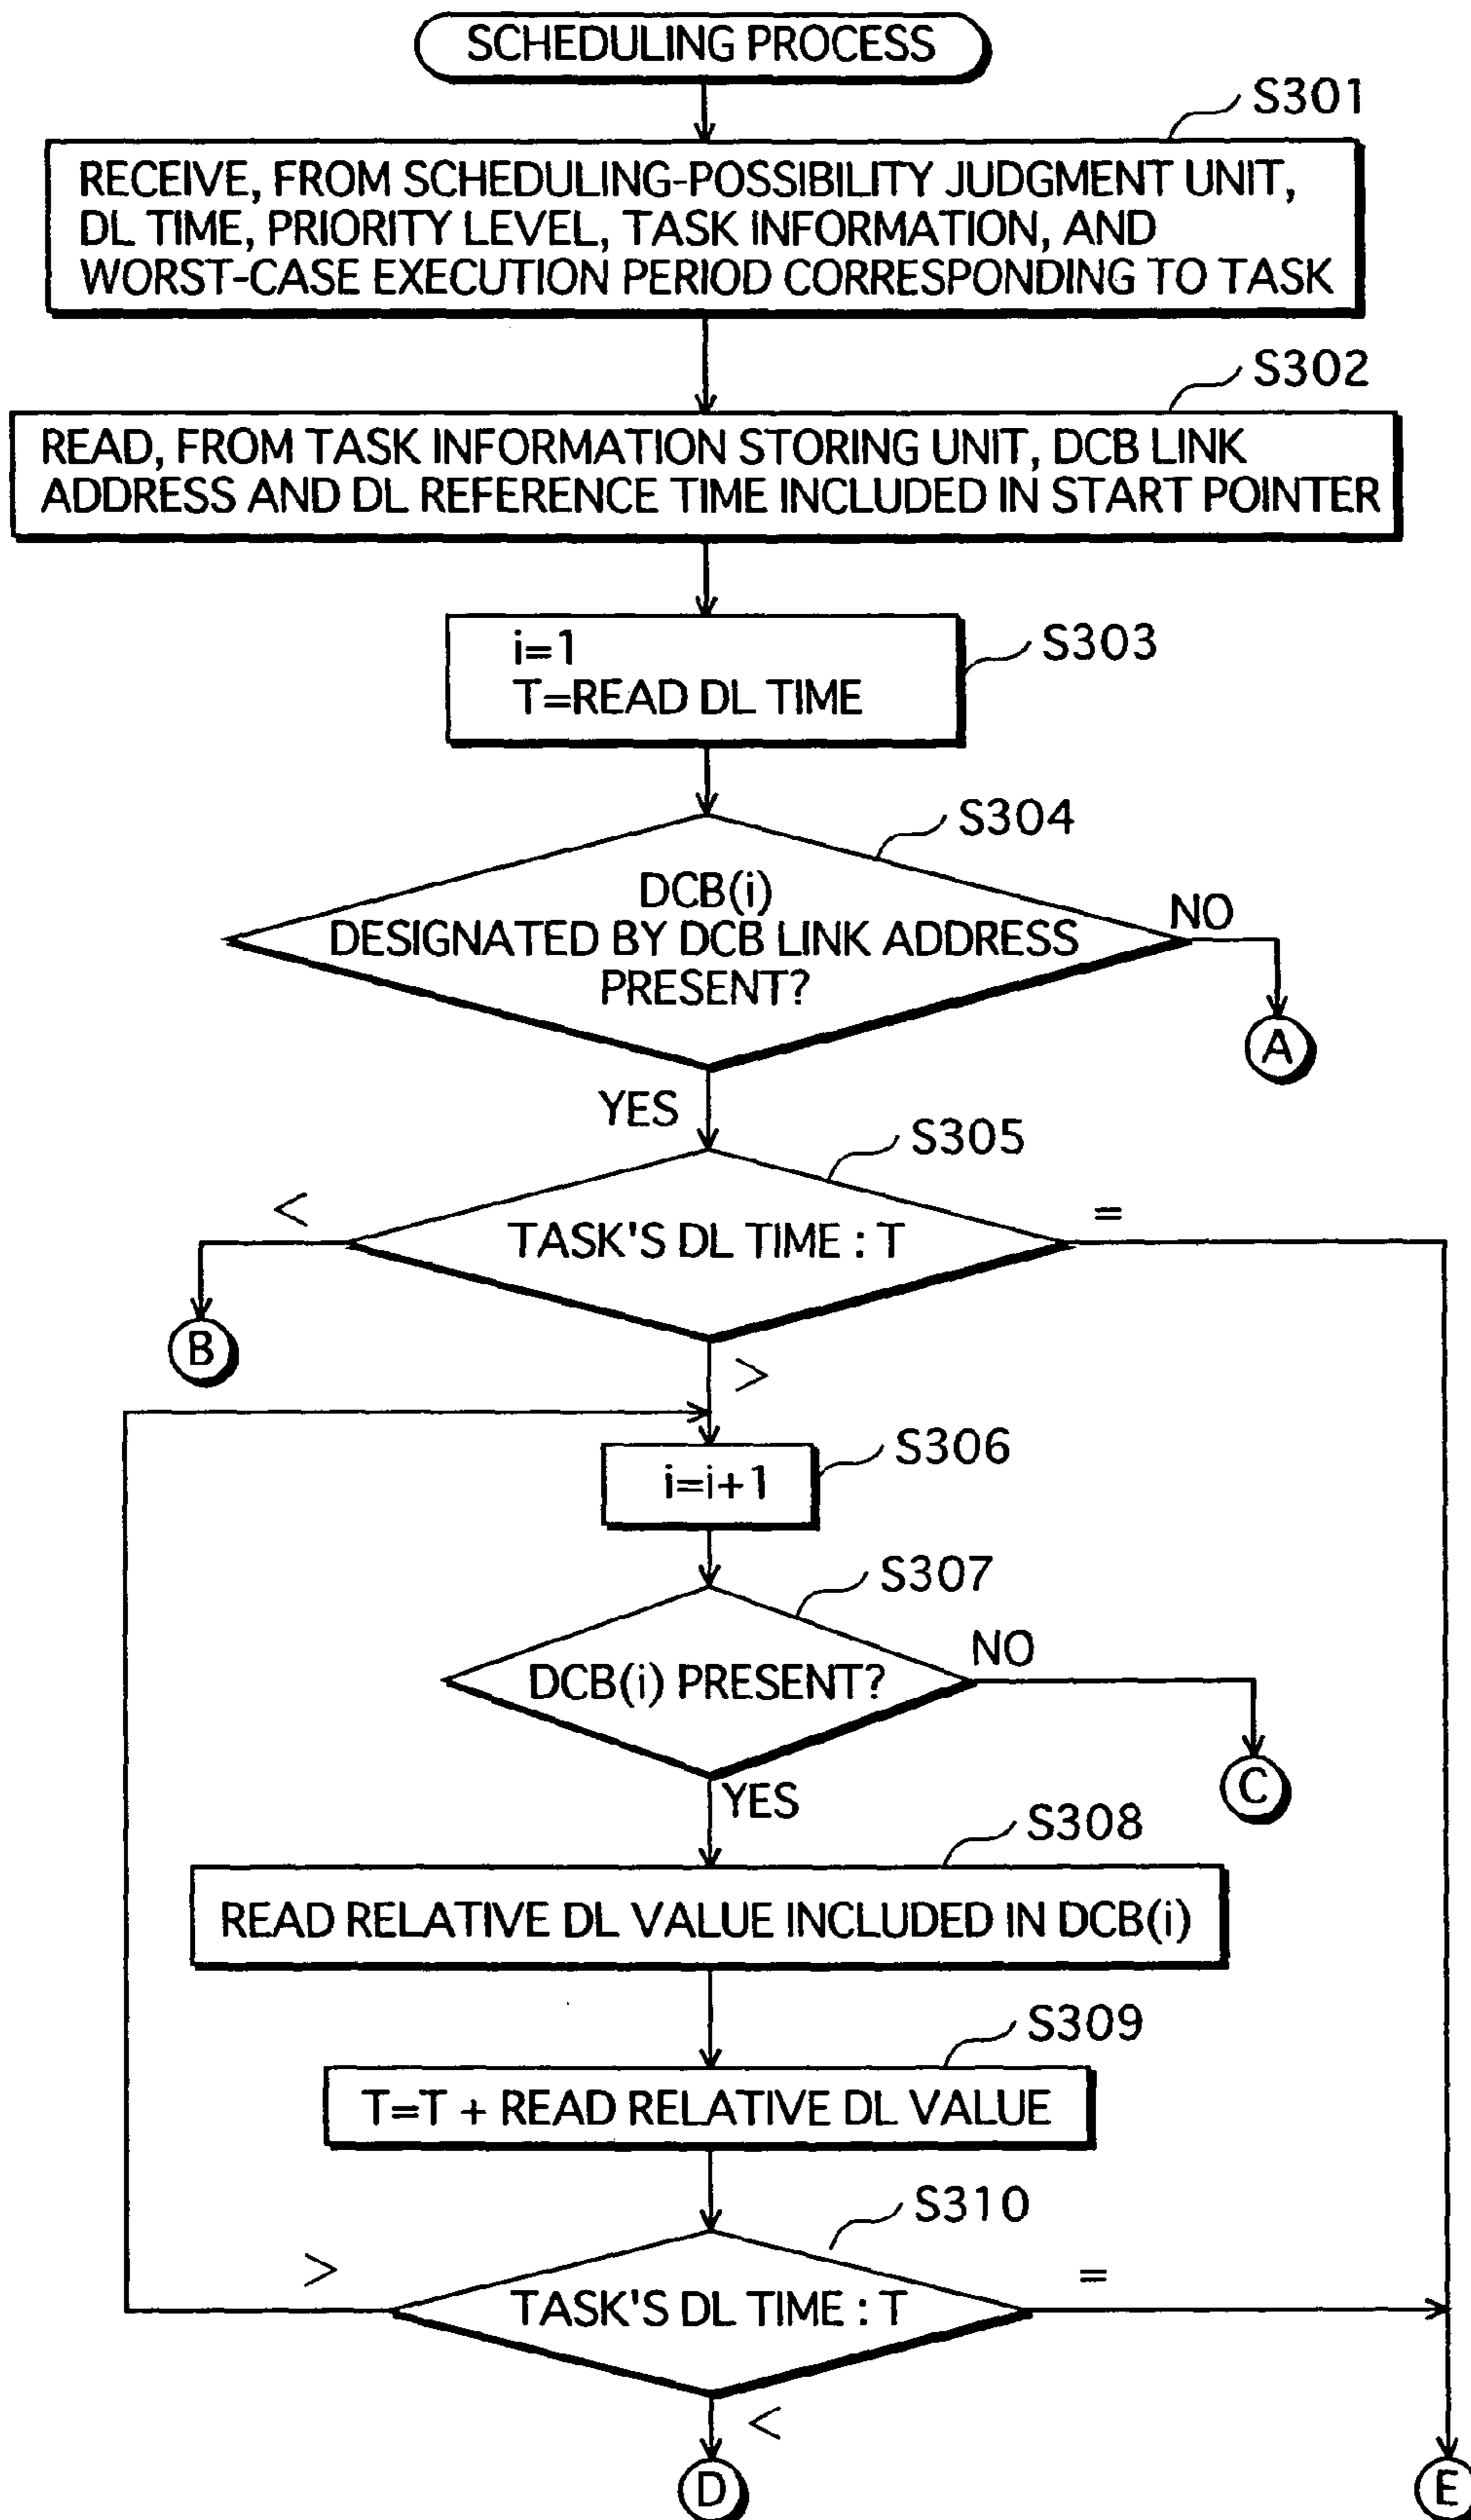 SCHEDULING PROCESS
S301
RECEIVE, FROM SCHEDULING-POSSIBILITY JUDGMENT UNIT,
DL TIME, PRIORITY LEVEL, TASK INFORMATION, AND
WORST-CASE EXECUTION PERIOD CORRESPONDING TO TASK
S302
READ, FROM TASK INFORMATION STORING UNIT, DCB LINK
ADDRESS AND DL REFERENCE TIME INCLUDED IN START POINTER
S303
i=1
T=READ DL TIME
S304
DCB(i)
DESIGNATED BY DCB LINK ADDRESS
PRESENT?
NO
A
YES
S305
<
TASK'S DL TIME : T
=
B
>
S306
i=i+1
S307
DCB(i) PRESENT?
NO
C
YES
S308
READ RELATIVE DL VALUE INCLUDED IN DCB(i)
S309
T=T + READ RELATIVE DL VALUE
S310
>
TASK'S DL TIME : T
=
<
D
E